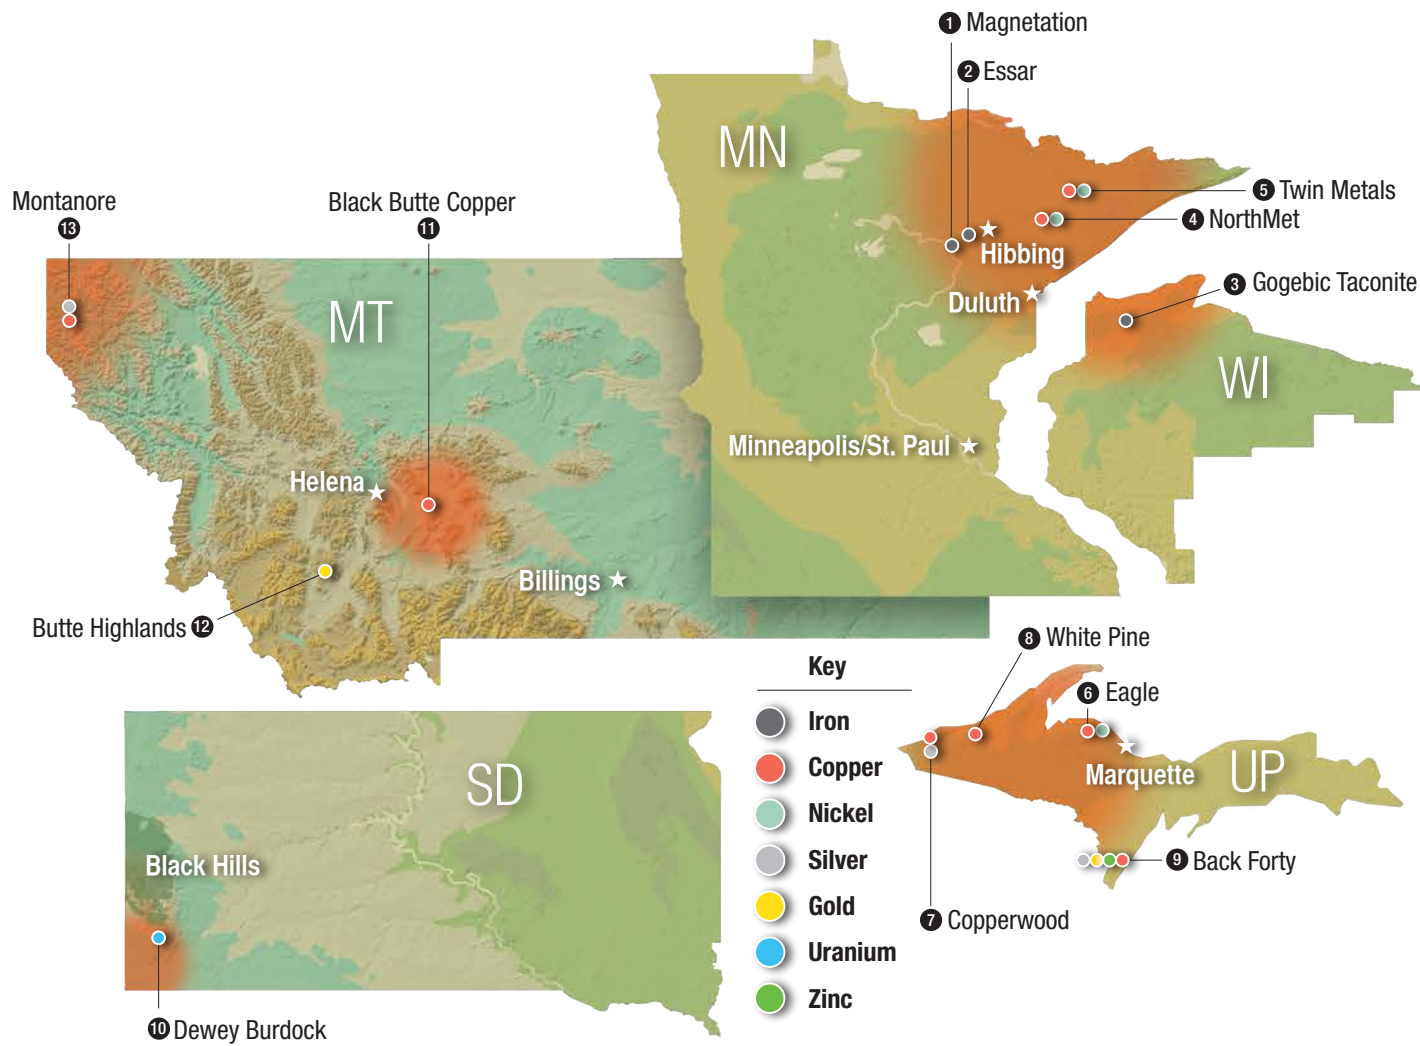 1 Magnetation
2 Essar
MN
5 Twin Metals
4 NorthMet
Hibbing
Duluth
3 Gogebic Taconite
WI
Minneapolis/St. Paul
Montanore
13
Black Butte Copper
11
MT
Helena
Billings
Butte Highlands 12
8 White Pine
6 Eagle
Marquette
UP
9 Back Forty
7 Copperwood
Key
Iron
Copper
Nickel
Silver
Gold
Uranium
Zinc
SD
Black Hills
10 Dewey Burdock